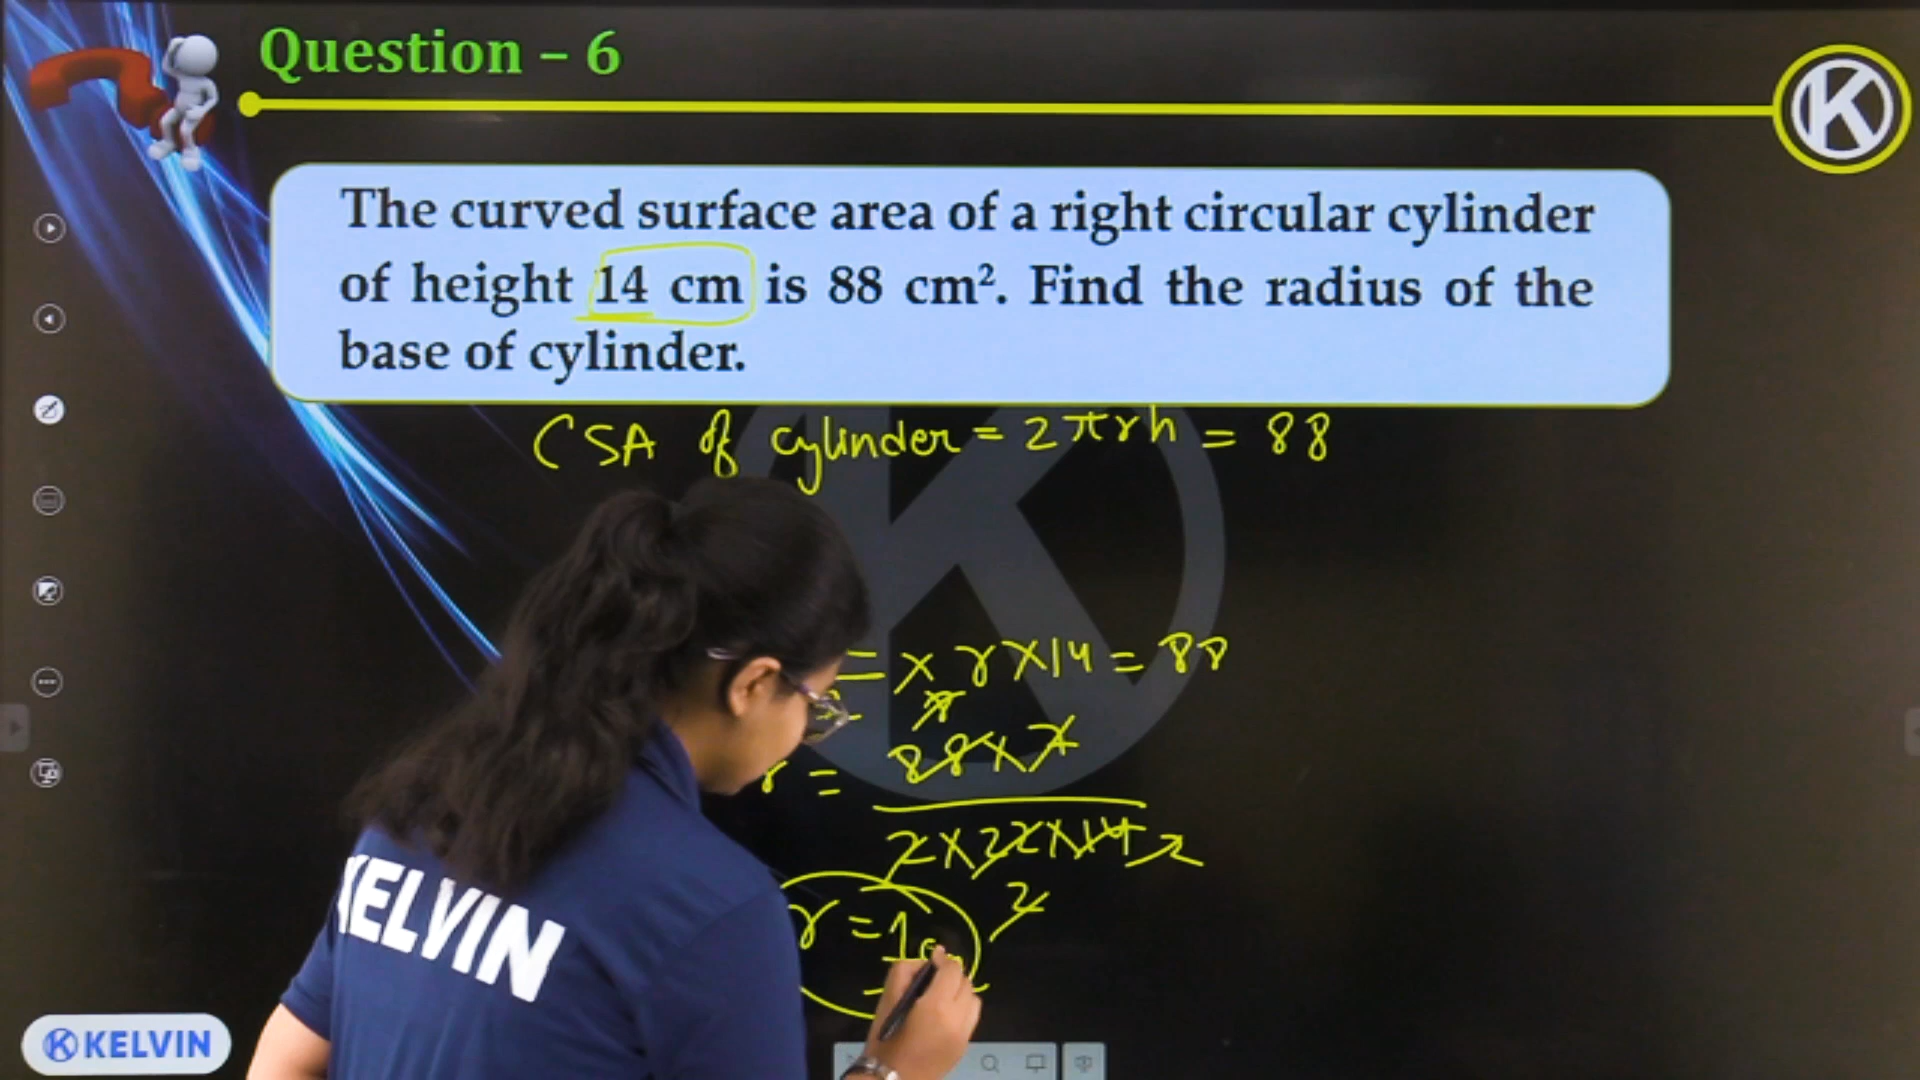 Question – 6
The curved surface area of a right circular cylinder
of height 14 cm is 88 cm². Find the radius of the
base of cylinder.
CSA of cylinder = 2πrh = 88
× r × 14 = 88
r = 88 × 7
2 × 22 × 14 2
2
r = 1
KELVIN
KELVIN